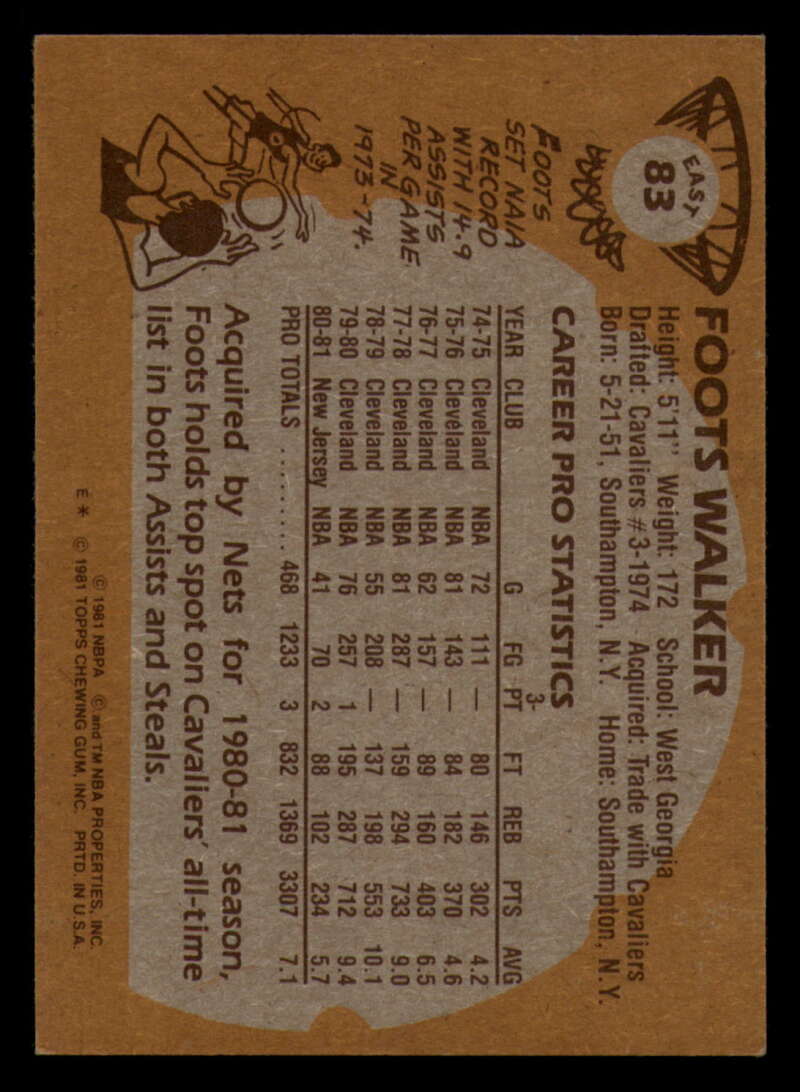 EAST
83
FOOTS WALKER
Height: 5'11" Weight: 172 School: West Georgia
Drafted: Cavaliers #3-1974 Acquired: Trade with Cavaliers
Born: 5-21-51, Southampton, N.Y. Home: Southampton, N.Y.
FOOTS
SET NAIA
RECORD
WITH 14.9
ASSISTS
PER GAME
IN
1973-74.
CAREER PRO STATISTICS
3-
YEAR CLUB G FG PT FT REB PTS AVG
74-75 Cleveland NBA 72 111 — 80 146 302 4.2
75-76 Cleveland NBA 81 143 — 84 182 370 4.6
76-77 Cleveland NBA 62 157 — 89 160 403 6.5
77-78 Cleveland NBA 81 287 — 159 294 733 9.0
78-79 Cleveland NBA 55 208 — 137 198 553 10.1
79-80 Cleveland NBA 76 257 1 195 287 712 9.4
80-81 New Jersey NBA 41 70 2 88 102 234 5.7
PRO TOTALS ......... 468 1233 3 832 1369 3307 7.1
Acquired by Nets for 1980-81 season,
Foots holds top spot on Cavaliers' all-time
list in both Assists and Steals.
© 1981 NBPA © and TM NBA PROPERTIES, INC.
E * © 1981 TOPPS CHEWING GUM, INC. PRTD. IN U.S.A.